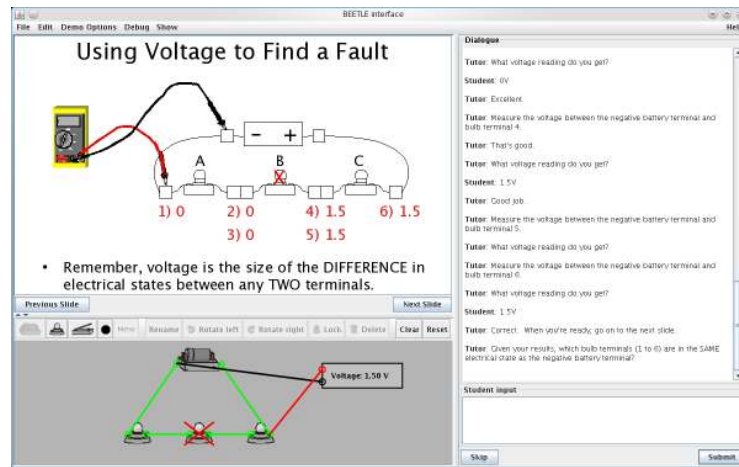 BEETLE interface
File Edit Demo Options Debug Show
Hel
Using Voltage to Find a Fault
- +
A B C
1) 0 2) 0 4) 1.5 6) 1.5
3) 0 5) 1.5
• Remember, voltage is the size of the DIFFERENCE in
electrical states between any TWO terminals.
Previous Slide Next Slide
Rename Rotate left Rotate right Lock Delete Clear Reset
Voltage: 1.50 V
Dialogue
Tutor: What voltage reading do you get?
Student: 0V
Tutor: Excellent
Tutor: Measure the voltage between the negative battery terminal and
bulb terminal 4.
Tutor: That's good.
Tutor: What voltage reading do you get?
Student: 1.5V
Tutor: Good job.
Tutor: Measure the voltage between the negative battery terminal and
bulb terminal 5.
Tutor: What voltage reading do you get?
Tutor: Measure the voltage between the negative battery terminal and
bulb terminal 6.
Tutor: What voltage reading do you get?
Student: 1.5V
Tutor: Correct. When you're ready, go on to the next slide.
Tutor: Given your results, which bulb terminals (1 to 6) are in the SAME
electrical state as the negative battery terminal?
Student input
Skip Submit